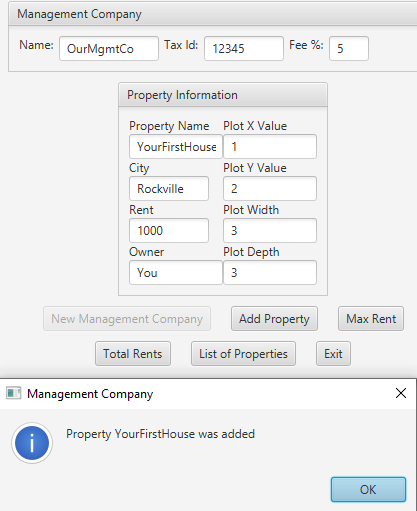 Management Company
Name: OurMgmtCo Tax Id: 12345 Fee %: 5
Property Information
Property Name Plot X Value
YourFirstHouse 1
City Plot Y Value
Rockville 2
Rent Plot Width
1000 3
Owner Plot Depth
You 3
New Management Company Add Property Max Rent
Total Rents List of Properties Exit
Management Company
Property YourFirstHouse was added
OK